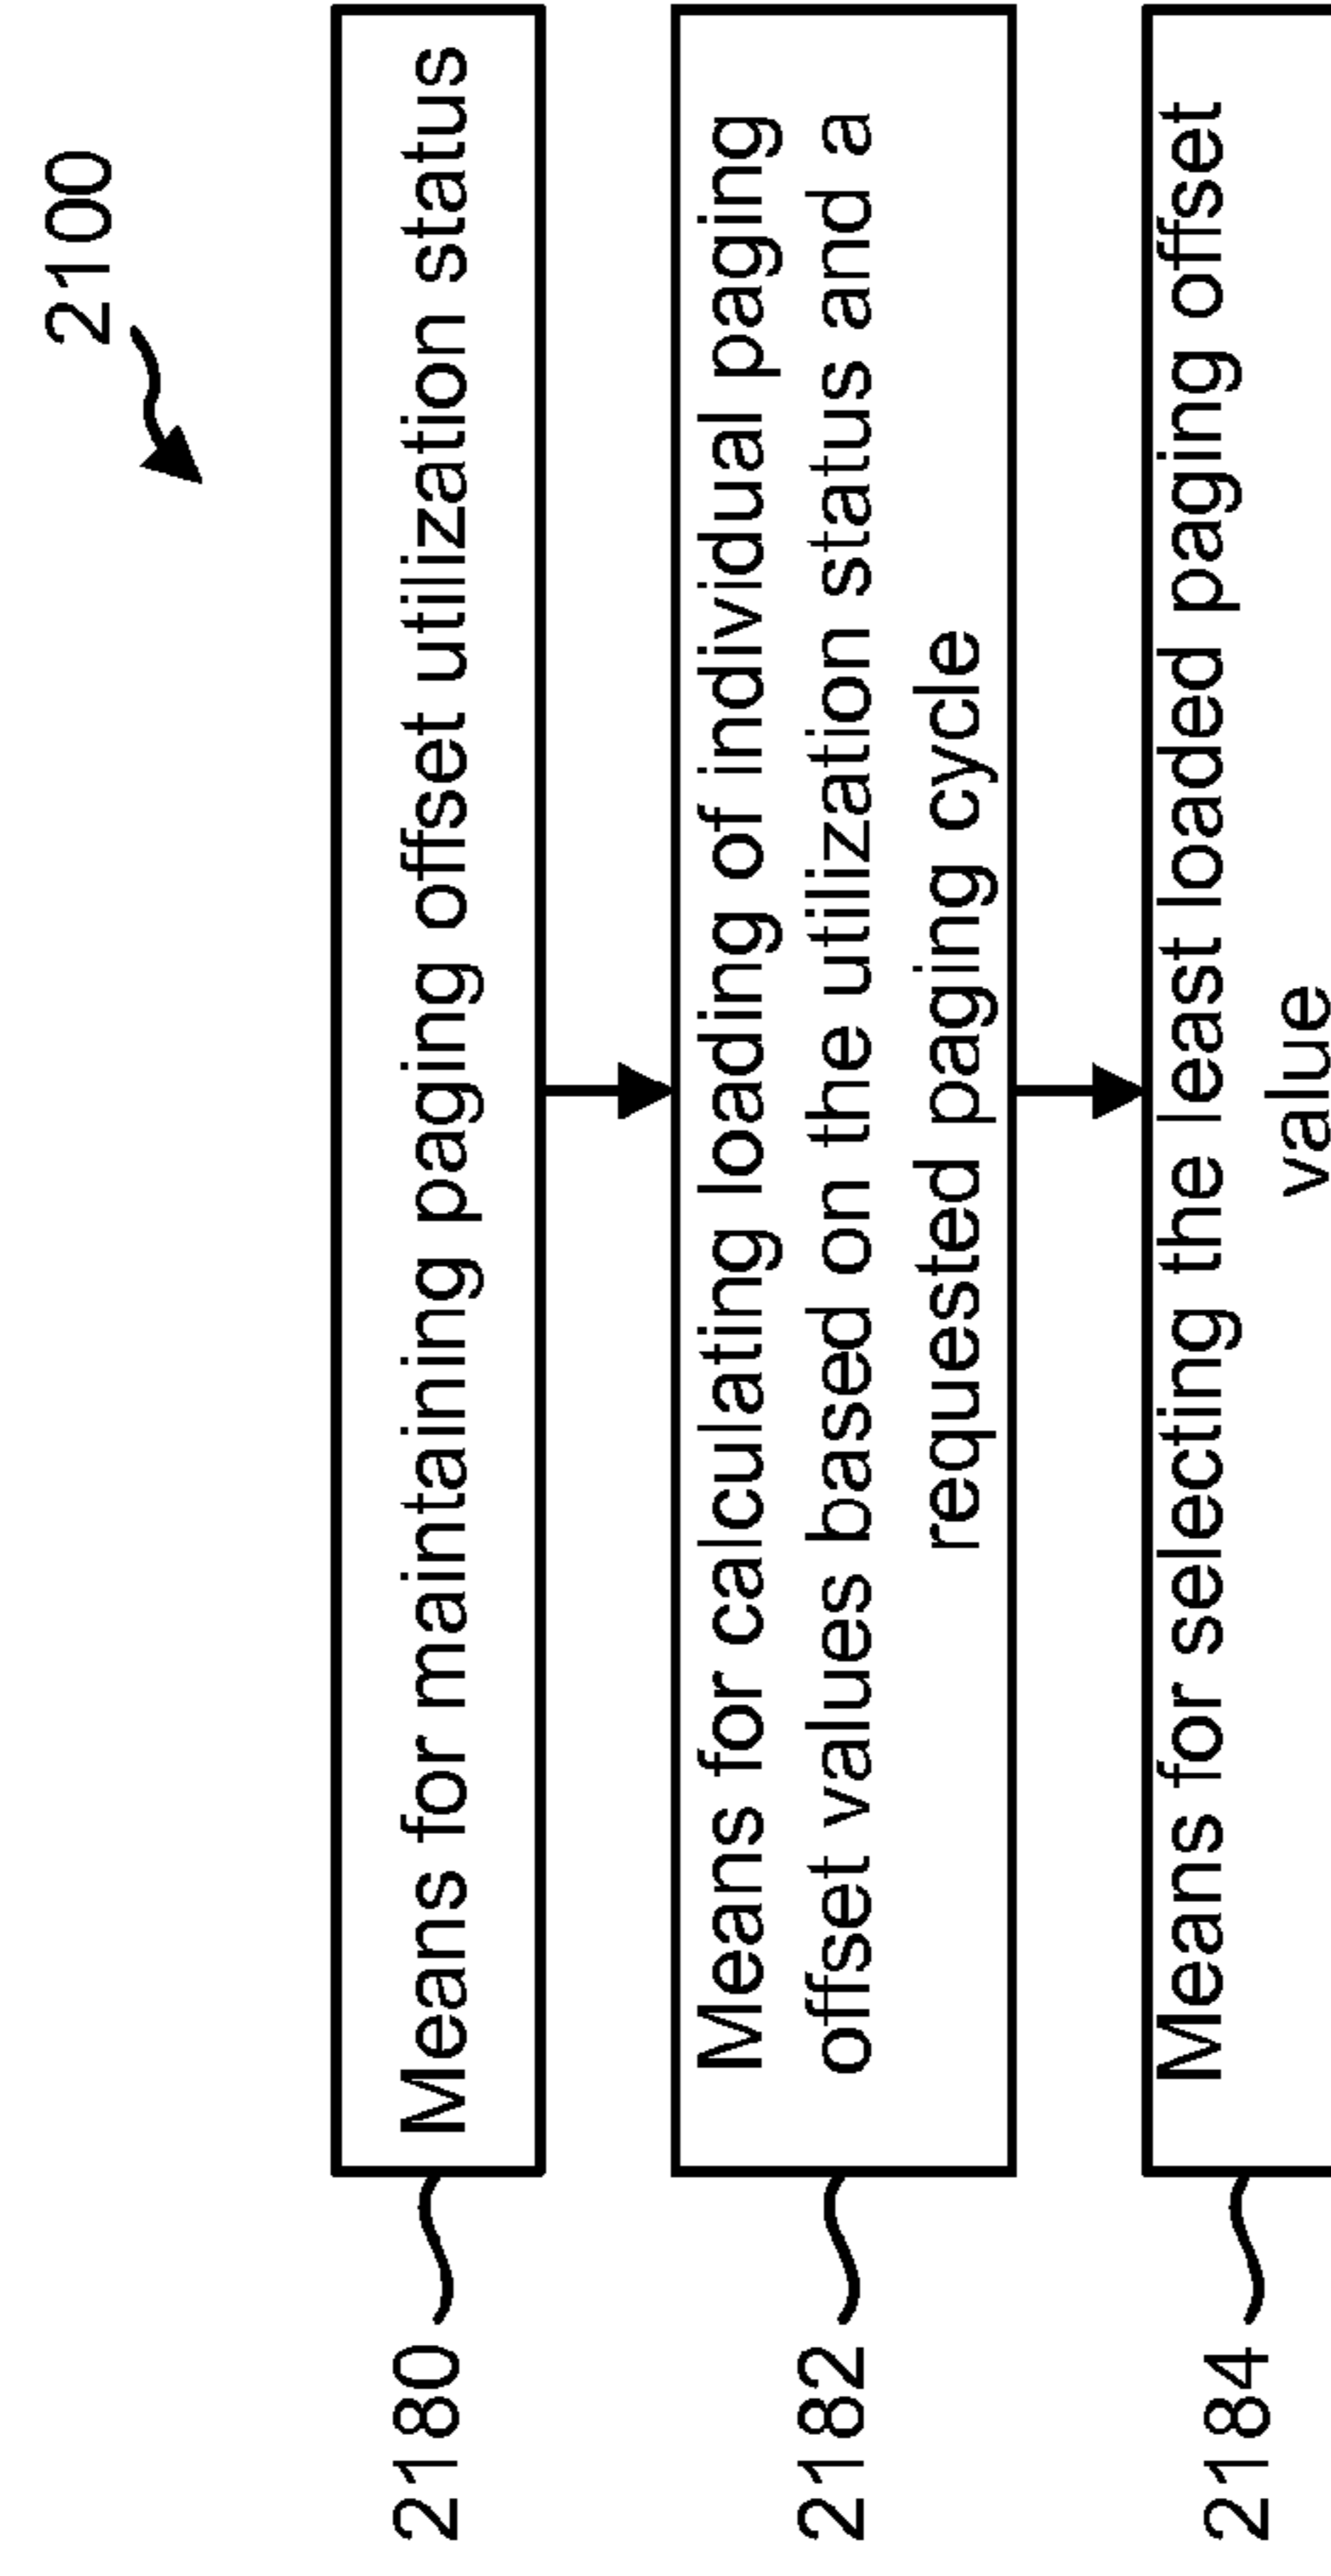 2100
2180
Means for maintaining paging offset utilization status
2182
Means for calculating loading of individual paging
offset values based on the utilization status and a
requested paging cycle
2184
Means for selecting the least loaded paging offset
value